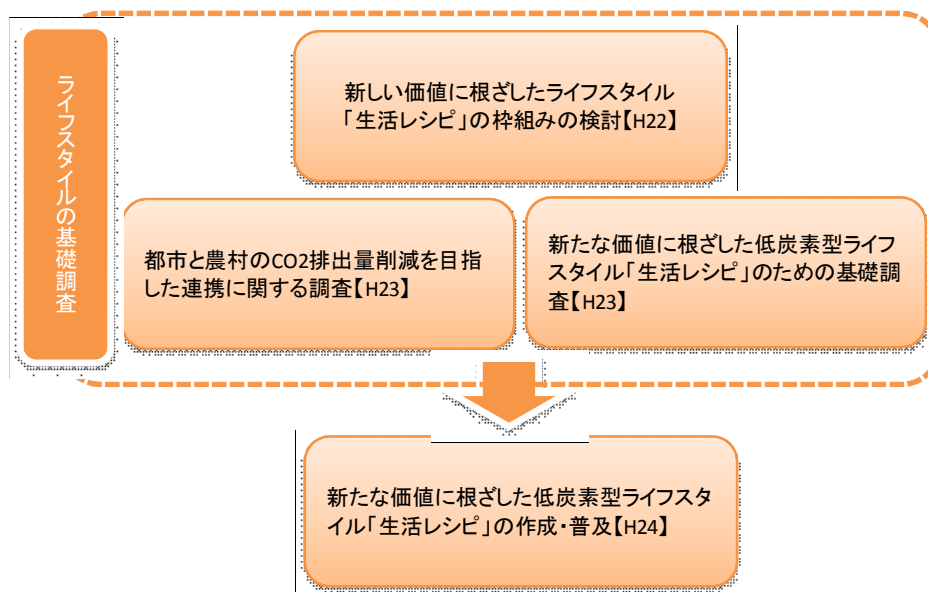 ライフスタイルの基礎調査
新しい価値に根ざしたライフスタイル
「生活レシピ」の枠組みの検討【H22】
都市と農村のCO2排出量削減を目指
した連携に関する調査【H23】
新たな価値に根ざした低炭素型ライフ
スタイル「生活レシピ」のための基礎調
査【H23】
新たな価値に根ざした低炭素型ライフスタ
イル「生活レシピ」の作成・普及【H24】